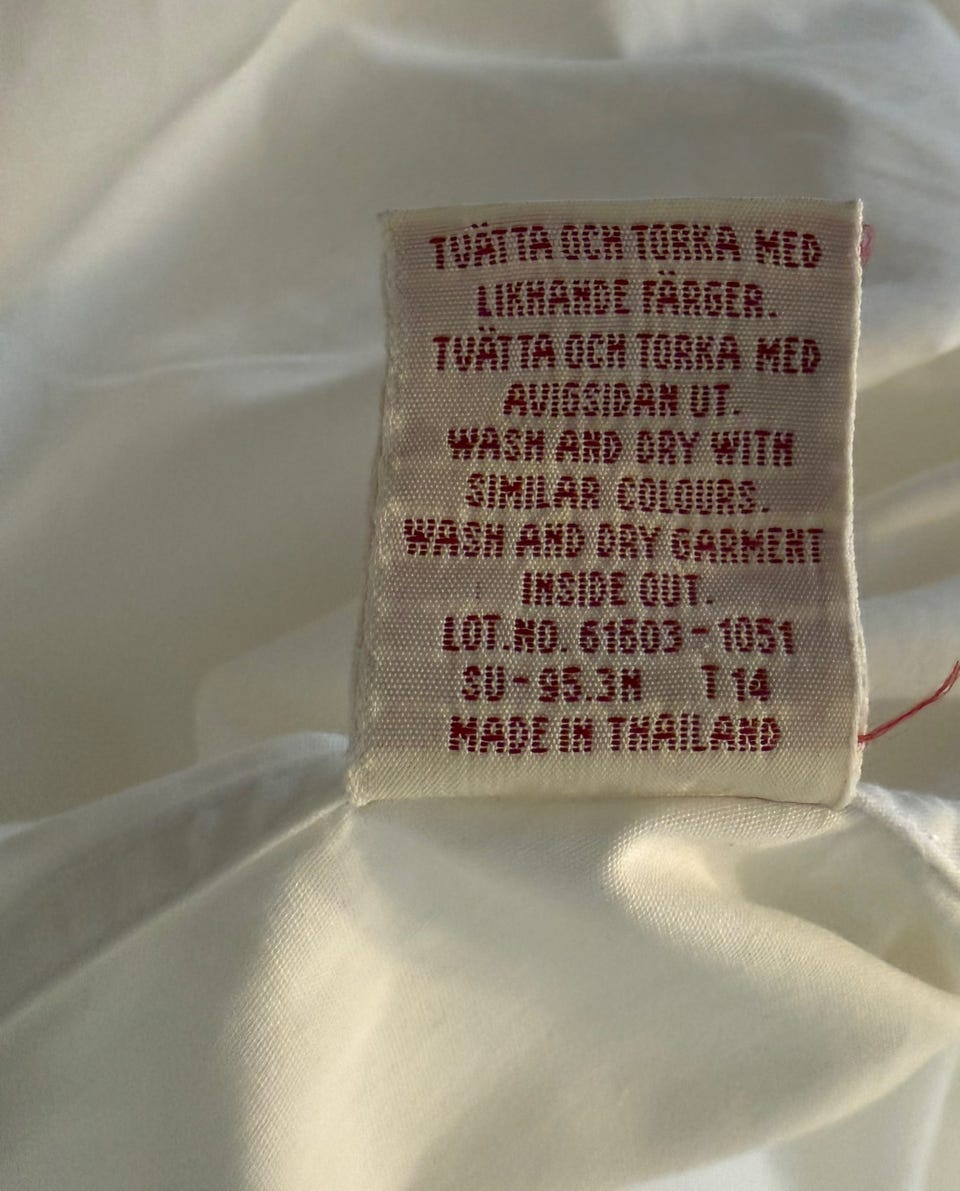 TVÄTTA OCH TORKA MED
LIKNANDE FÄRGER.
TVÄTTA OCH TORKA MED
AVIGSIDAN UT.
WASH AND DRY WITH
SIMILAR COLOURS.
WASH AND DRY GARMENT
INSIDE OUT.
LOT.NO. 61603-1051
SU-95.3N T14
MADE IN THAILAND